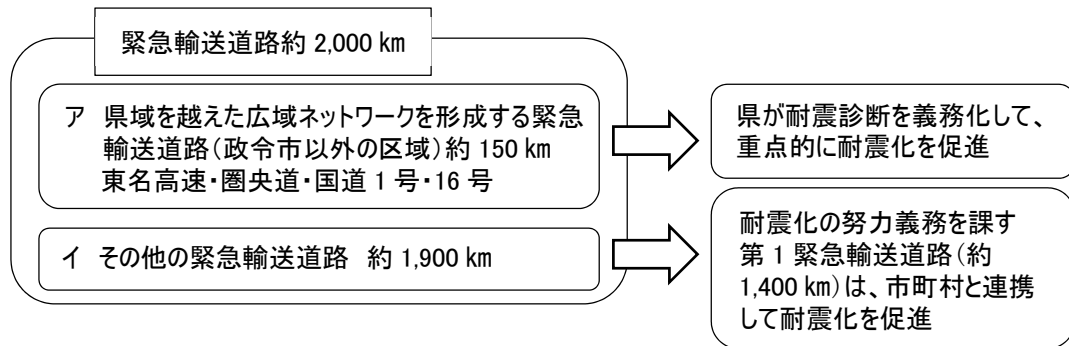 緊急輸送道路約 2,000 km
ア 県域を越えた広域ネットワークを形成する緊急
輸送道路(政令市以外の区域)約 150 km
東名高速・圏央道・国道 1 号・16 号
県が耐震診断を義務化して、
重点的に耐震化を促進
イ その他の緊急輸送道路 約 1,900 km
耐震化の努力義務を課す
第 1 緊急輸送道路(約
1,400 km)は、市町村と連携
して耐震化を促進